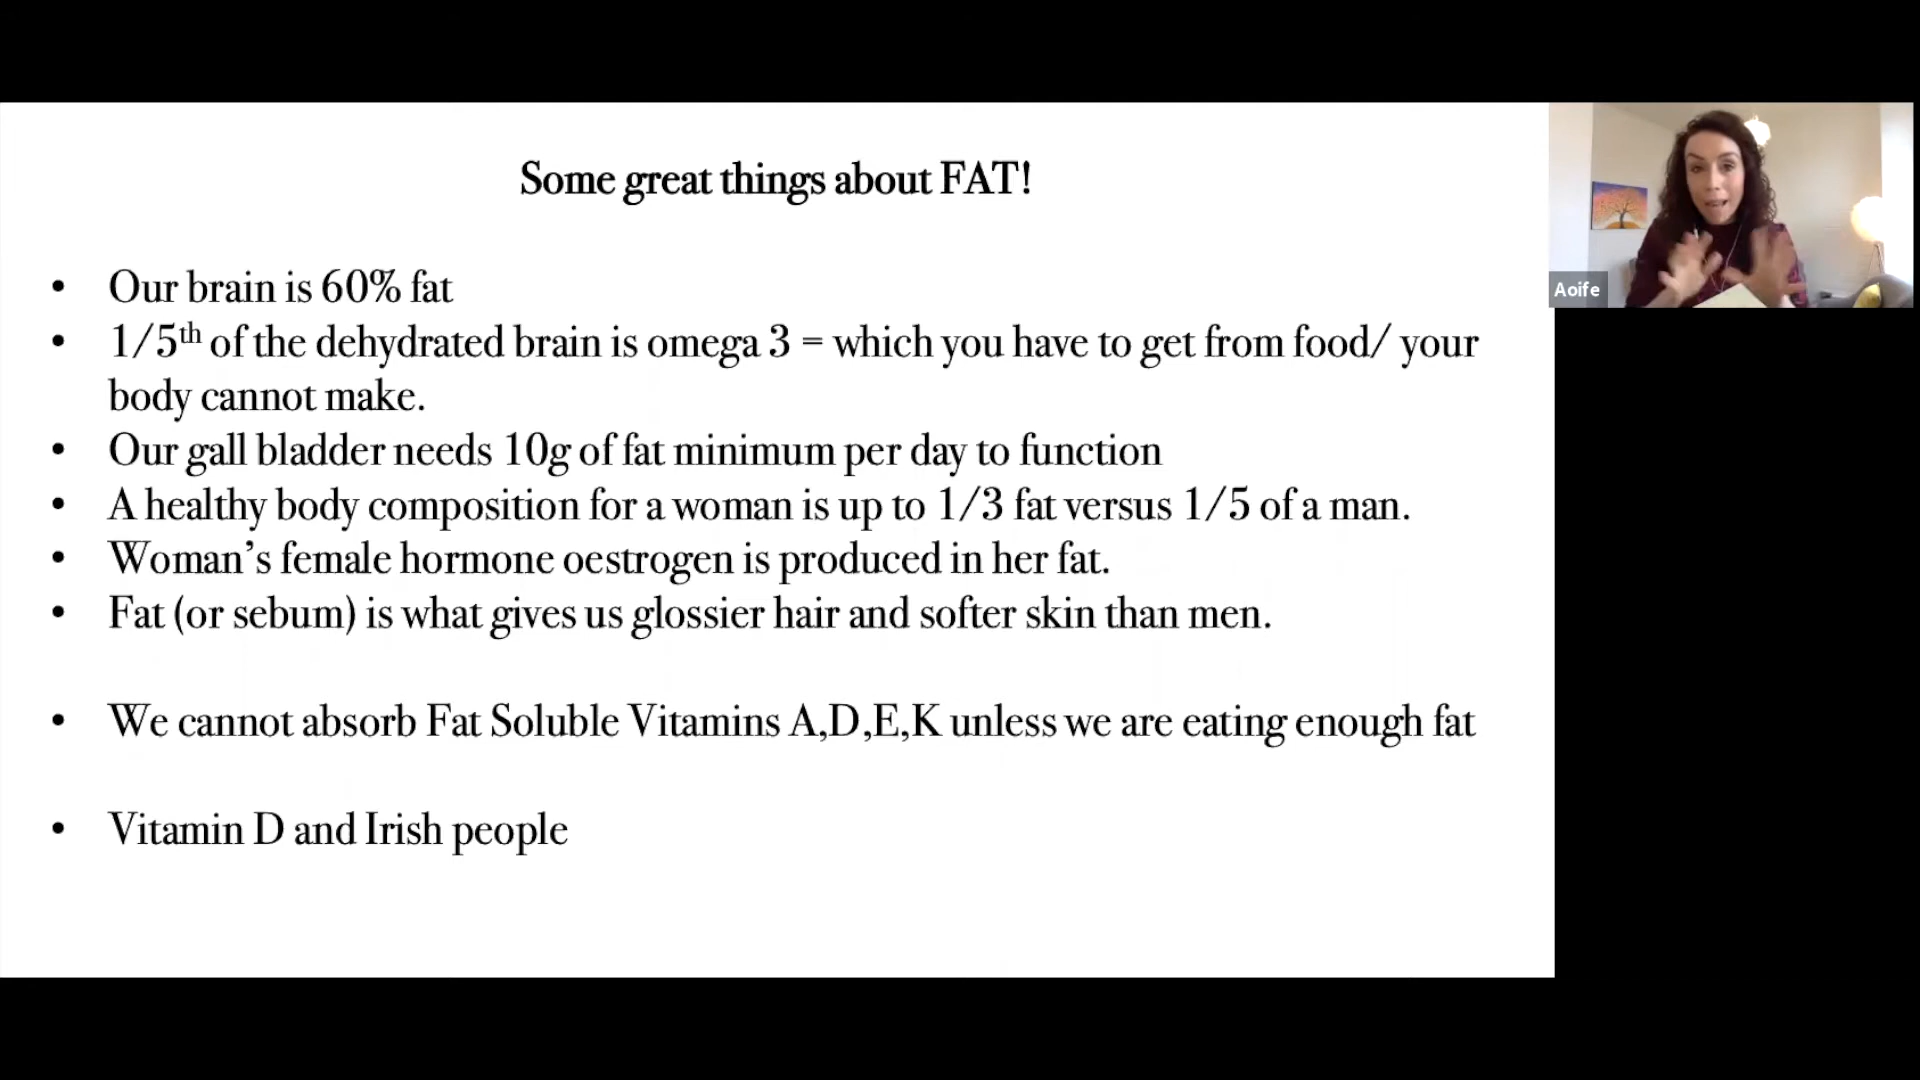 Some great things about FAT!
• Our brain is 60% fat
• 1/5th of the dehydrated brain is omega 3 = which you have to get from food/ your
body cannot make.
• Our gall bladder needs 10g of fat minimum per day to function
• A healthy body composition for a woman is up to 1/3 fat versus 1/5 of a man.
• Woman’s female hormone oestrogen is produced in her fat.
• Fat (or sebum) is what gives us glossier hair and softer skin than men.
• We cannot absorb Fat Soluble Vitamins A,D,E,K unless we are eating enough fat
• Vitamin D and Irish people
Aoife